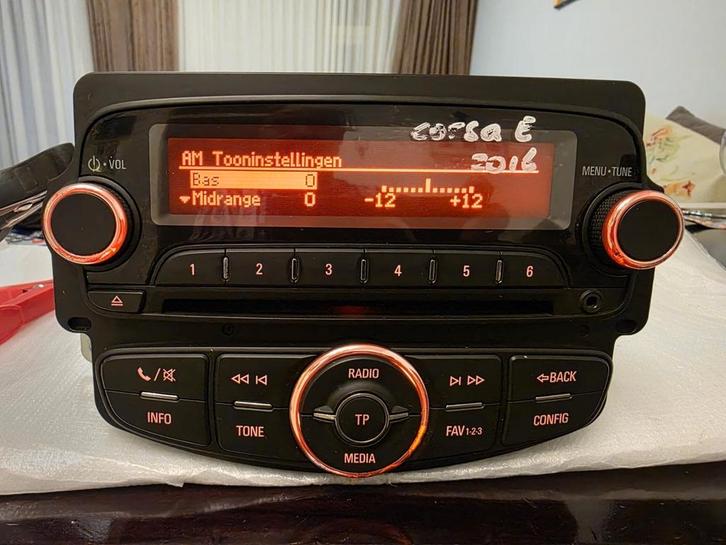 corsa E
2016
AM Tooninstellingen
Bas 0
Midrange 0 -12 +12
VOL
MENU•TUNE
1 2 3 4 5 6
RADIO
BACK
INFO
TONE
TP
FAV 1-2-3
CONFIG
MEDIA